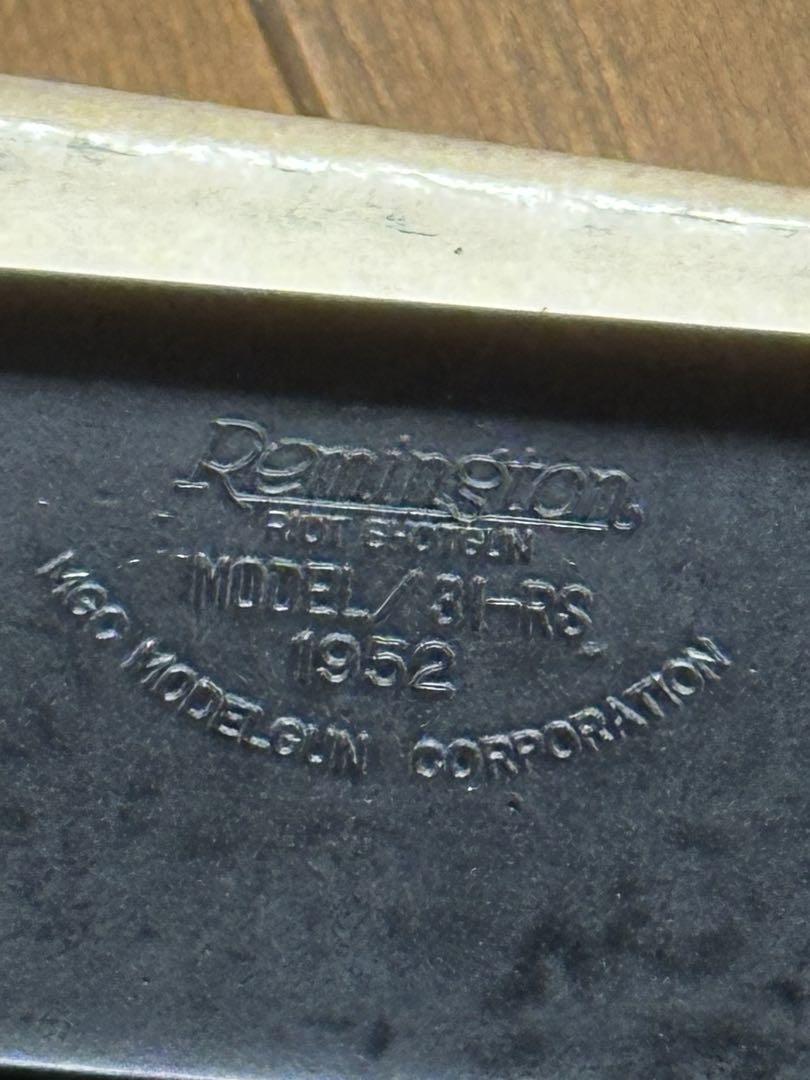 Remington
RIOT SHOTGUN
MODEL/31-RS
1952
MGC MODELGUN CORPORATION